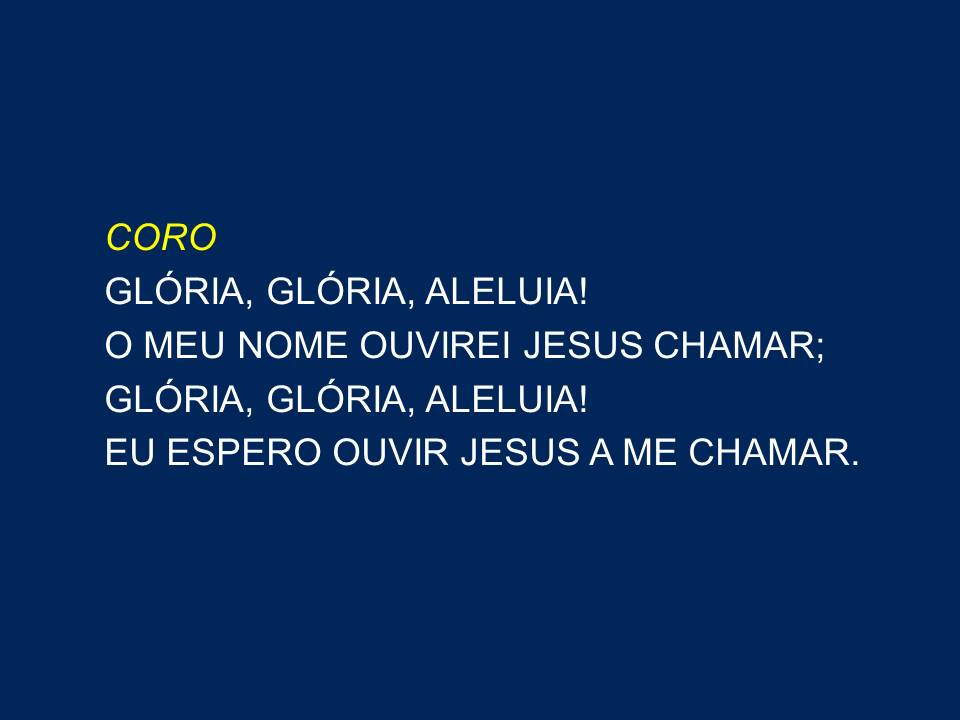 CORO
GLÓRIA, GLÓRIA, ALELUIA!
O MEU NOME OUVIREI JESUS CHAMAR;
GLÓRIA, GLÓRIA, ALELUIA!
EU ESPERO OUVIR JESUS A ME CHAMAR.